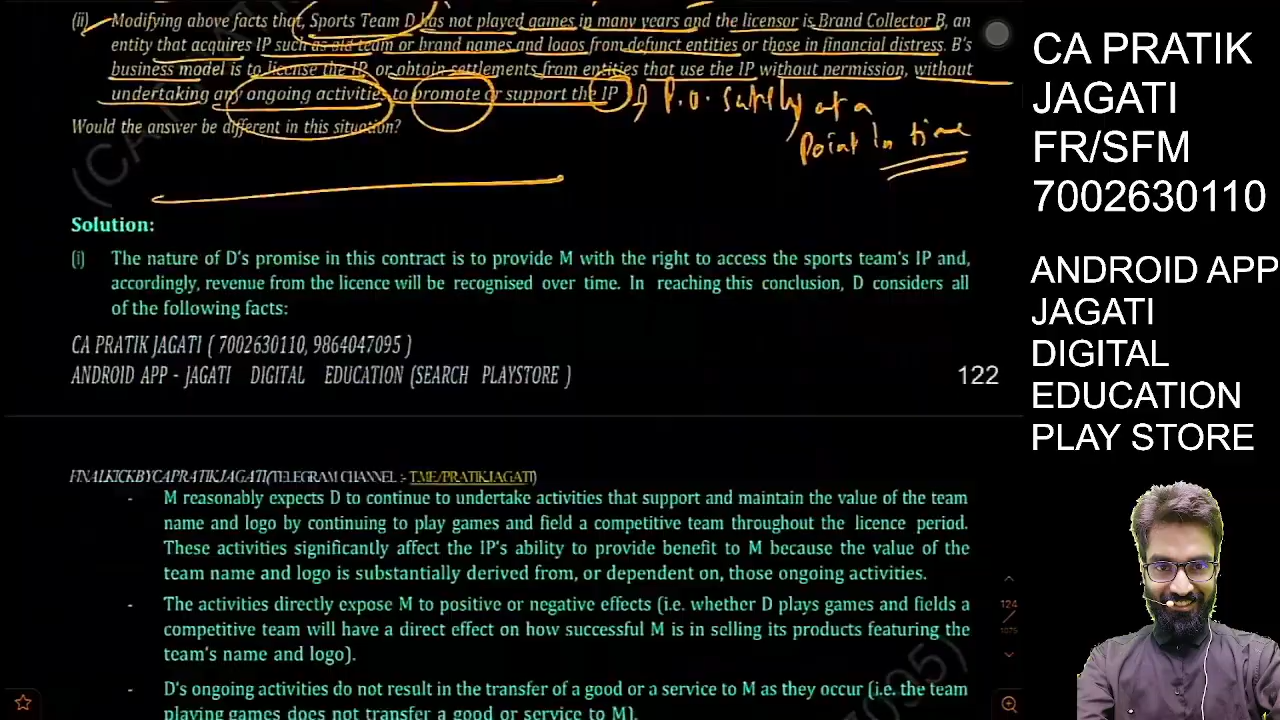 (ii) Modifying above facts that, Sports Team D has not played games in many years and the licensor is Brand Collector B, an
entity that acquires IP such as old team or brand names and logos from defunct entities or those in financial distress. B's
business model is to license the IP, or obtain settlements from entities that use the IP without permission, without
undertaking any ongoing activities to promote or support the IP
P.O. Satisfy at a
Point In time
Would the answer be different in this situation?
Solution:
(i) The nature of D's promise in this contract is to provide M with the right to access the sports team's IP and,
accordingly, revenue from the licence will be recognised over time. In reaching this conclusion, D considers all
of the following facts:
CA PRATIK JAGATI ( 7002630110, 9864047095 )
ANDROID APP - JAGATI DIGITAL EDUCATION (SEARCH PLAYSTORE )
122
FINALKICKBYCAPRATIKJAGATI(TELEGRAM CHANNEL :- T.ME/PRATIKJAGATI)
- M reasonably expects D to continue to undertake activities that support and maintain the value of the team
name and logo by continuing to play games and field a competitive team throughout the licence period.
These activities significantly affect the IP's ability to provide benefit to M because the value of the
team name and logo is substantially derived from, or dependent on, those ongoing activities.
- The activities directly expose M to positive or negative effects (i.e. whether D plays games and fields a
competitive team will have a direct effect on how successful M is in selling its products featuring the
team's name and logo).
- D's ongoing activities do not result in the transfer of a good or a service to M as they occur (i.e. the team
playing games does not transfer a good or service to M).
124
1075
CA PRATIK
JAGATI
FR/SFM
7002630110
ANDROID APP
JAGATI
DIGITAL
EDUCATION
PLAY STORE